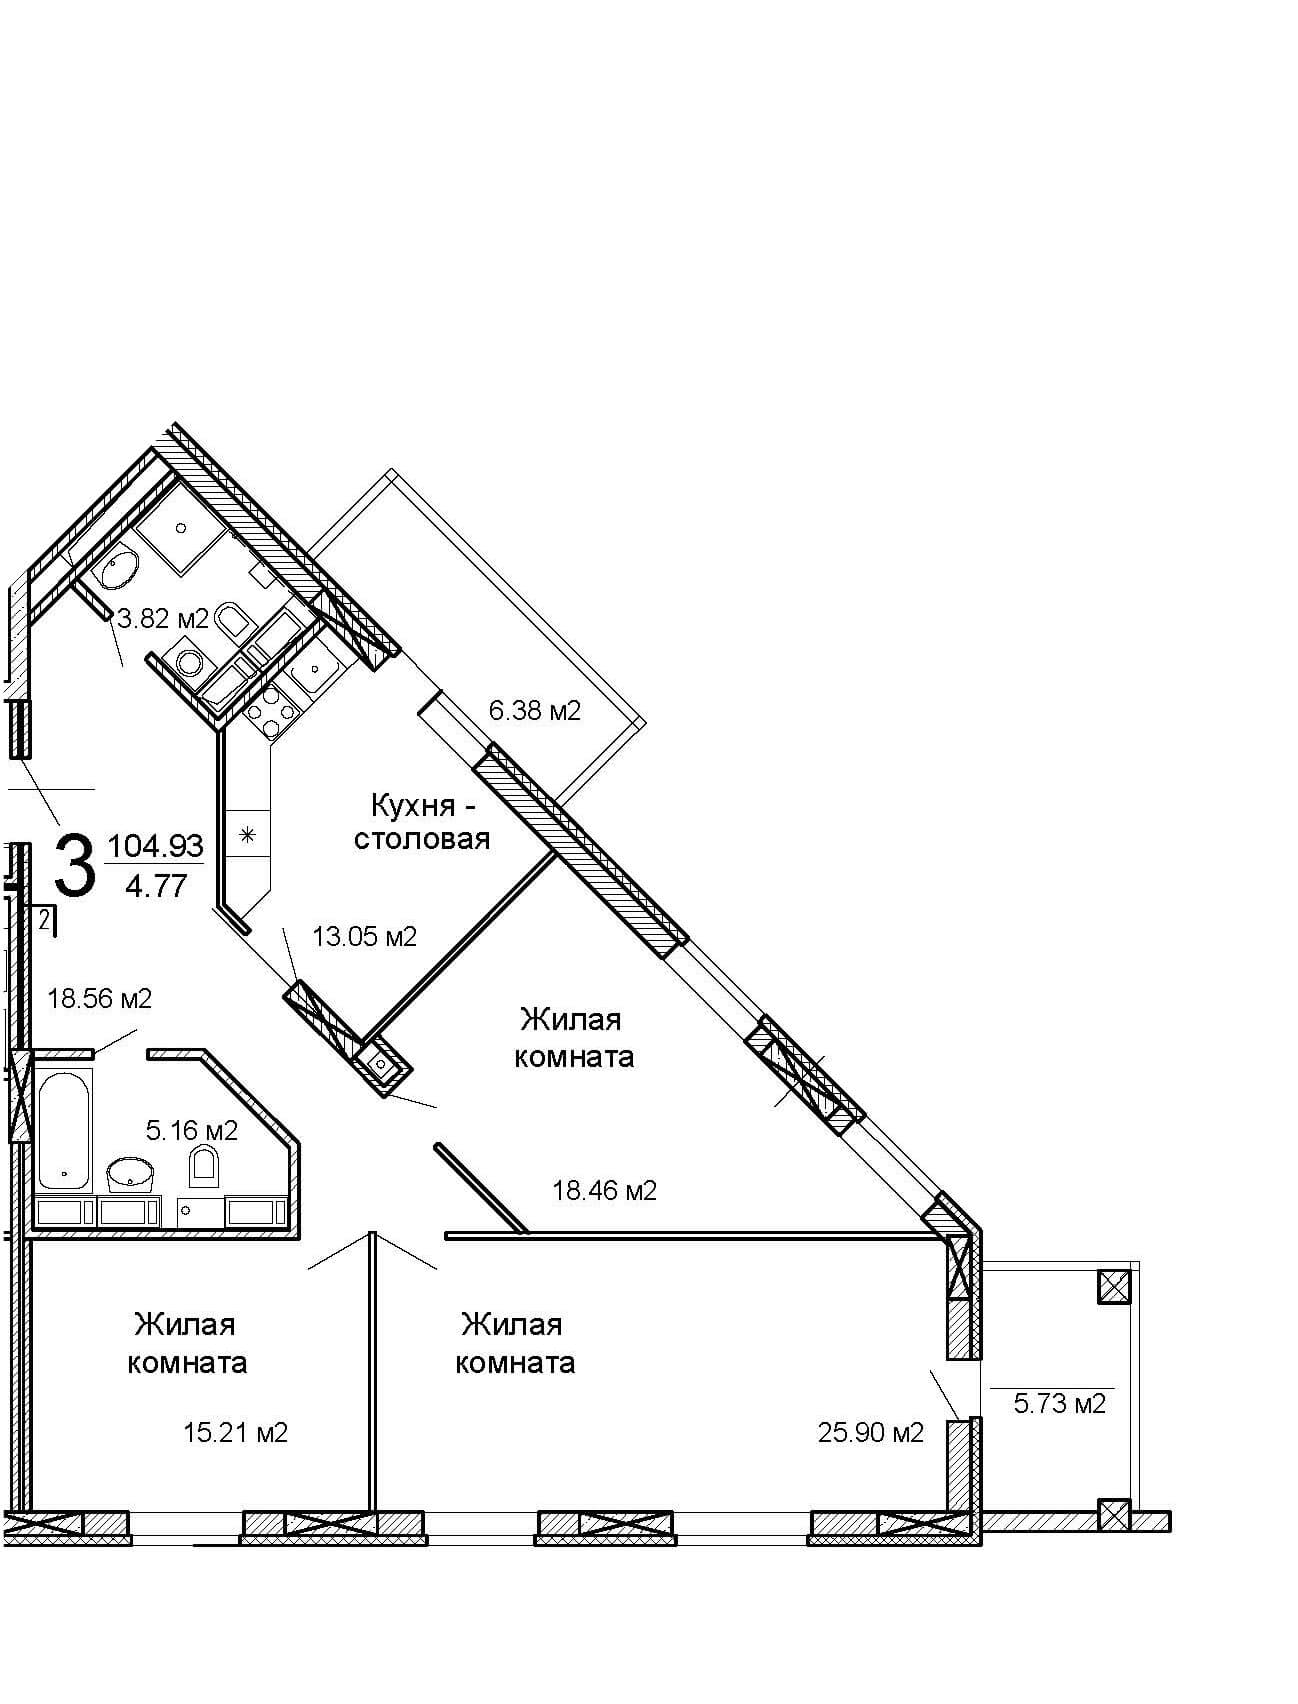 3.82 м2
6.38 м2
Кухня -
столовая
3
104.93
4.77
2
13.05 м2
18.56 м2
Жилая
комната
5.16 м2
18.46 м2
Жилая
комната
Жилая
комната
15.21 м2
25.90 м2
5.73 м2